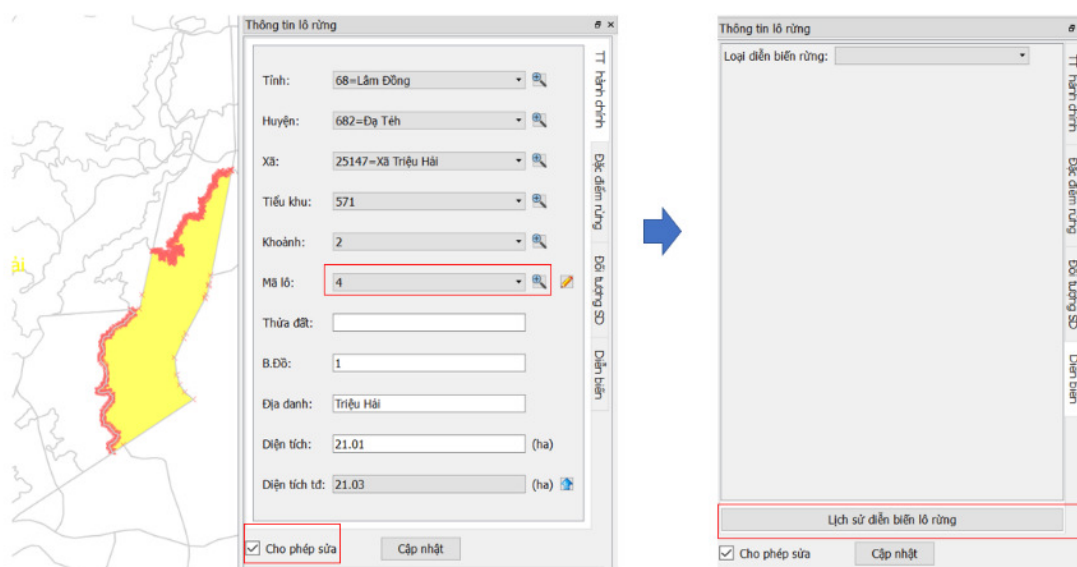 Thông tin lô rừng
Tỉnh: 68=Lâm Đồng
Huyện: 682=Đạ Tẻh
Xã: 25147=Xã Triệu Hải
Tiểu khu: 571
Khoảnh: 2
Mã lô: 4
Thửa đất:
B.Đồ: 1
Địa danh: Triệu Hải
Diện tích: 21.01 (ha)
Diện tích tđ: 21.03 (ha)
Cho phép sửa Cập nhật
TT hành chính
Đặc điểm rừng
Đối tượng SD
Diễn biến
ải
Thông tin lô rừng
Loại diễn biến rừng:
Lịch sử diễn biến lô rừng
Cho phép sửa Cập nhật
TT hành chính
Đặc điểm rừng
Đối tượng SD
Diễn biến